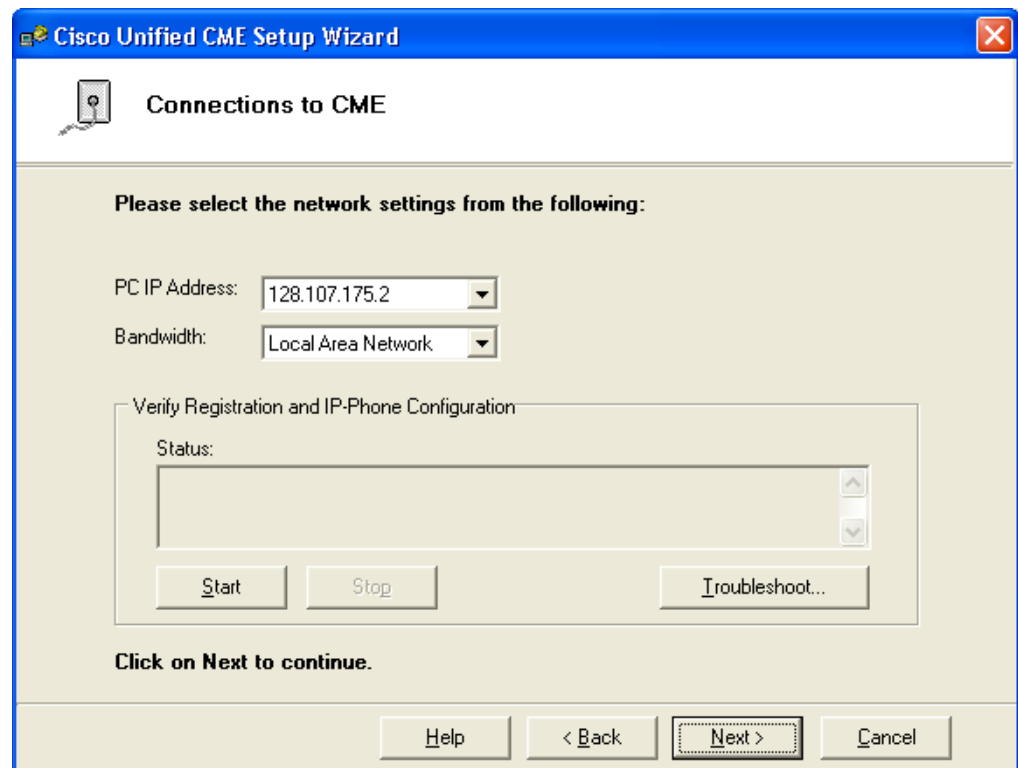 Cisco Unified CME Setup Wizard
Connections to CME
Please select the network settings from the following:
PC IP Address: 128.107.175.2
Bandwidth: Local Area Network
Verify Registration and IP-Phone Configuration
Status:
Start Stop Troubleshoot...
Click on Next to continue.
Help < Back Next > Cancel